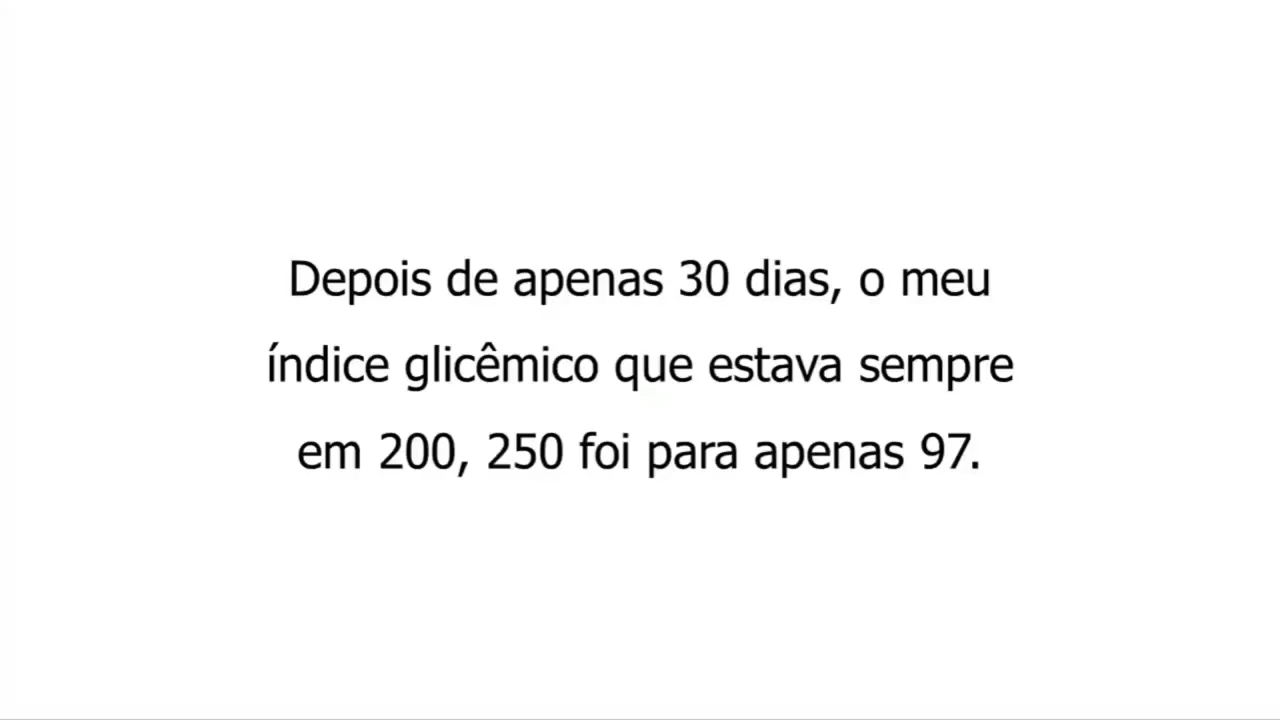 Depois de apenas 30 dias, o meu
índice glicêmico que estava sempre
em 200, 250 foi para apenas 97.